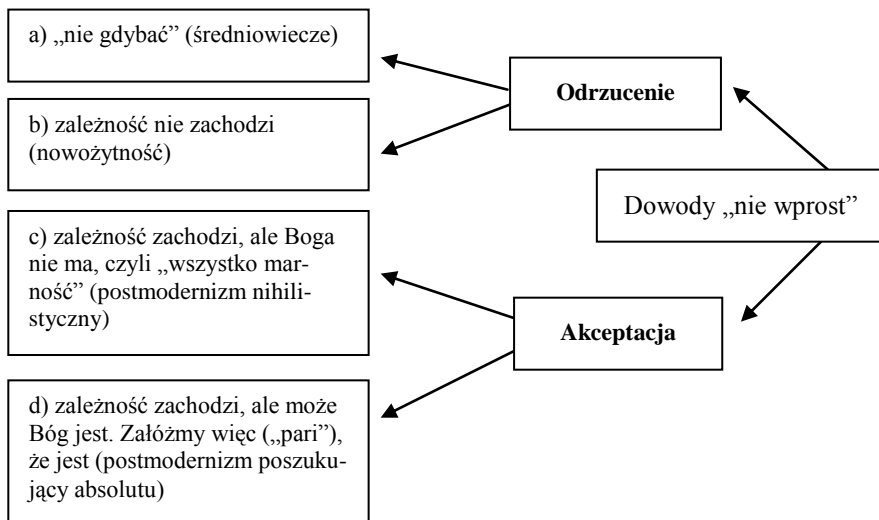 a) „nie gdybać” (średniowiecze)
Odrzucenie
b) zależność nie zachodzi
(nowożytność)
Dowody „nie wprost”
c) zależność zachodzi, ale Boga
nie ma, czyli „wszystko mar-
ność” (postmodernizm nihili-
styczny)
Akceptacja
d) zależność zachodzi, ale może
Bóg jest. Załóżmy więc („pari”),
że jest (postmodernizm poszuku-
jący absolutu)